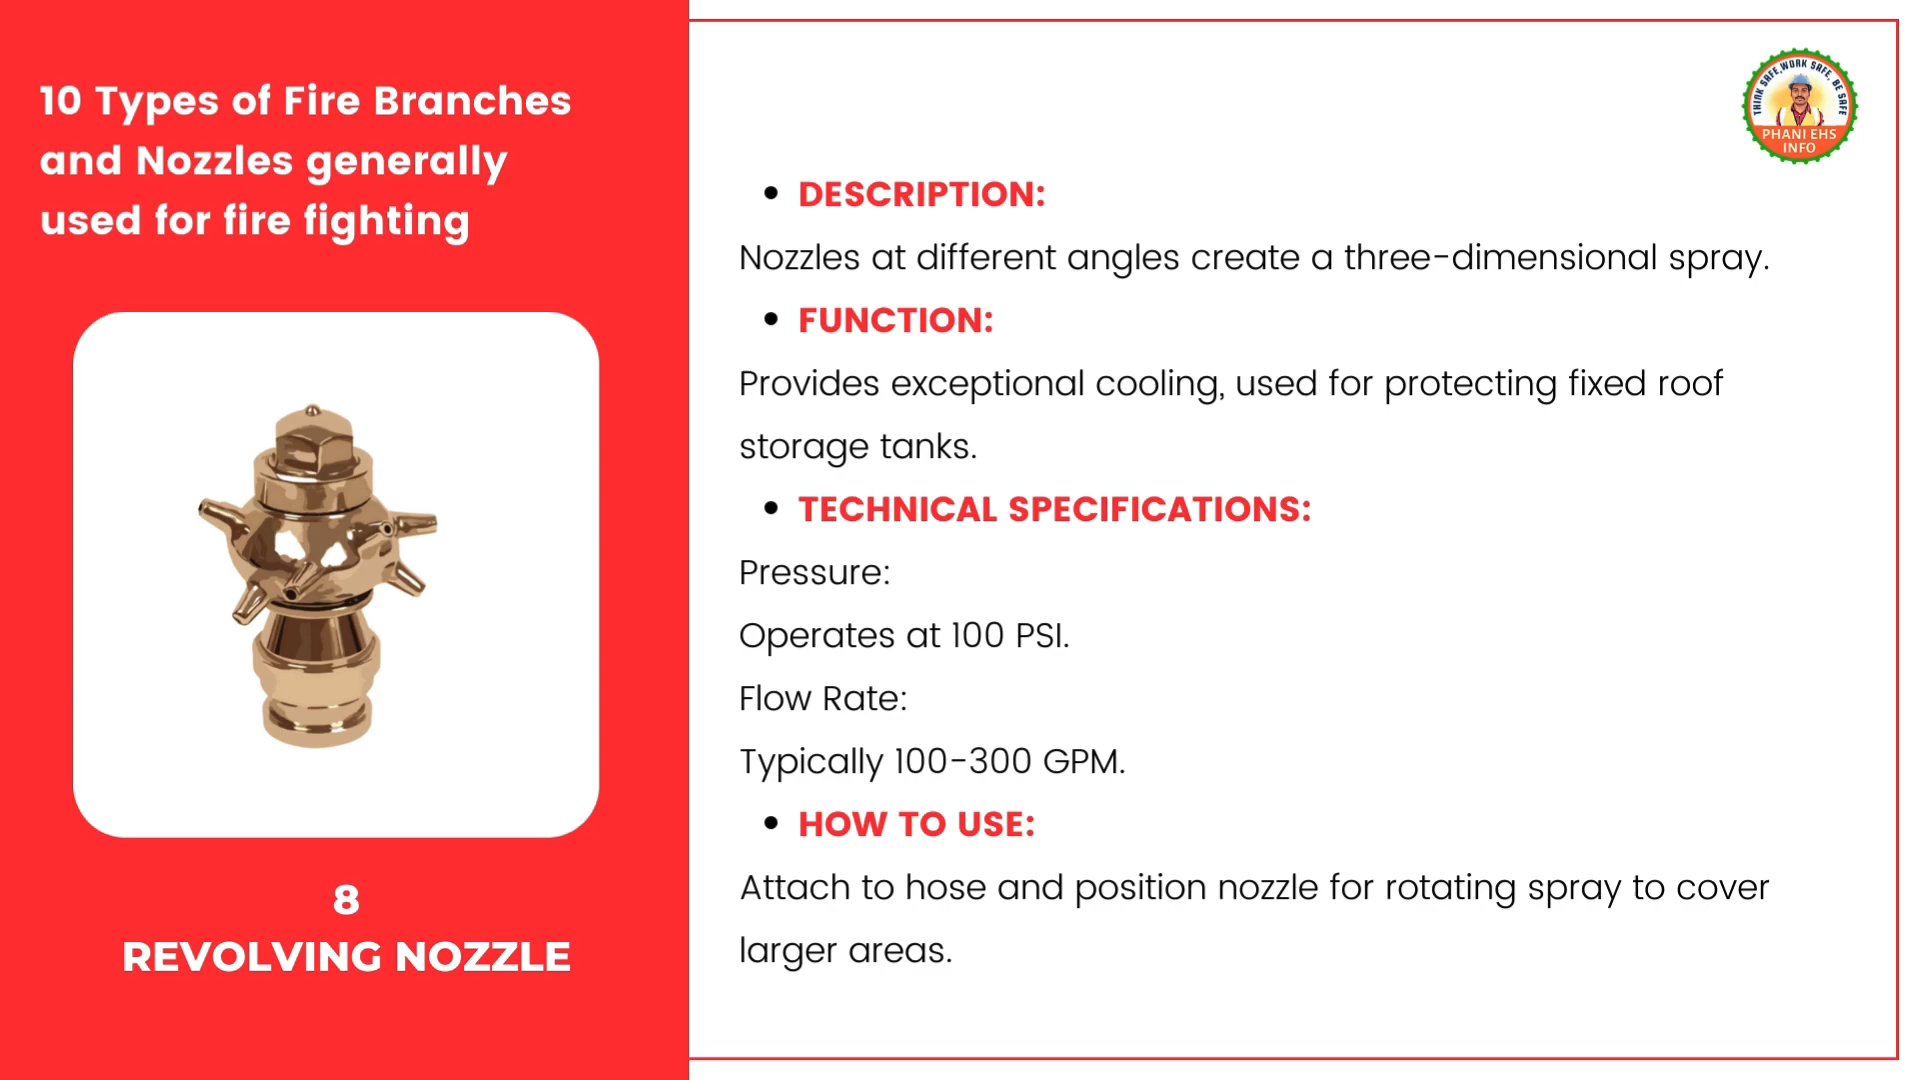 10 Types of Fire Branches
and Nozzles generally
used for fire fighting
8
REVOLVING NOZZLE
THINK SAFE, WORK SAFE, BE SAFE
PHANI EHS
INFO
• DESCRIPTION:
Nozzles at different angles create a three-dimensional spray.
• FUNCTION:
Provides exceptional cooling, used for protecting fixed roof
storage tanks.
• TECHNICAL SPECIFICATIONS:
Pressure:
Operates at 100 PSI.
Flow Rate:
Typically 100-300 GPM.
• HOW TO USE:
Attach to hose and position nozzle for rotating spray to cover
larger areas.